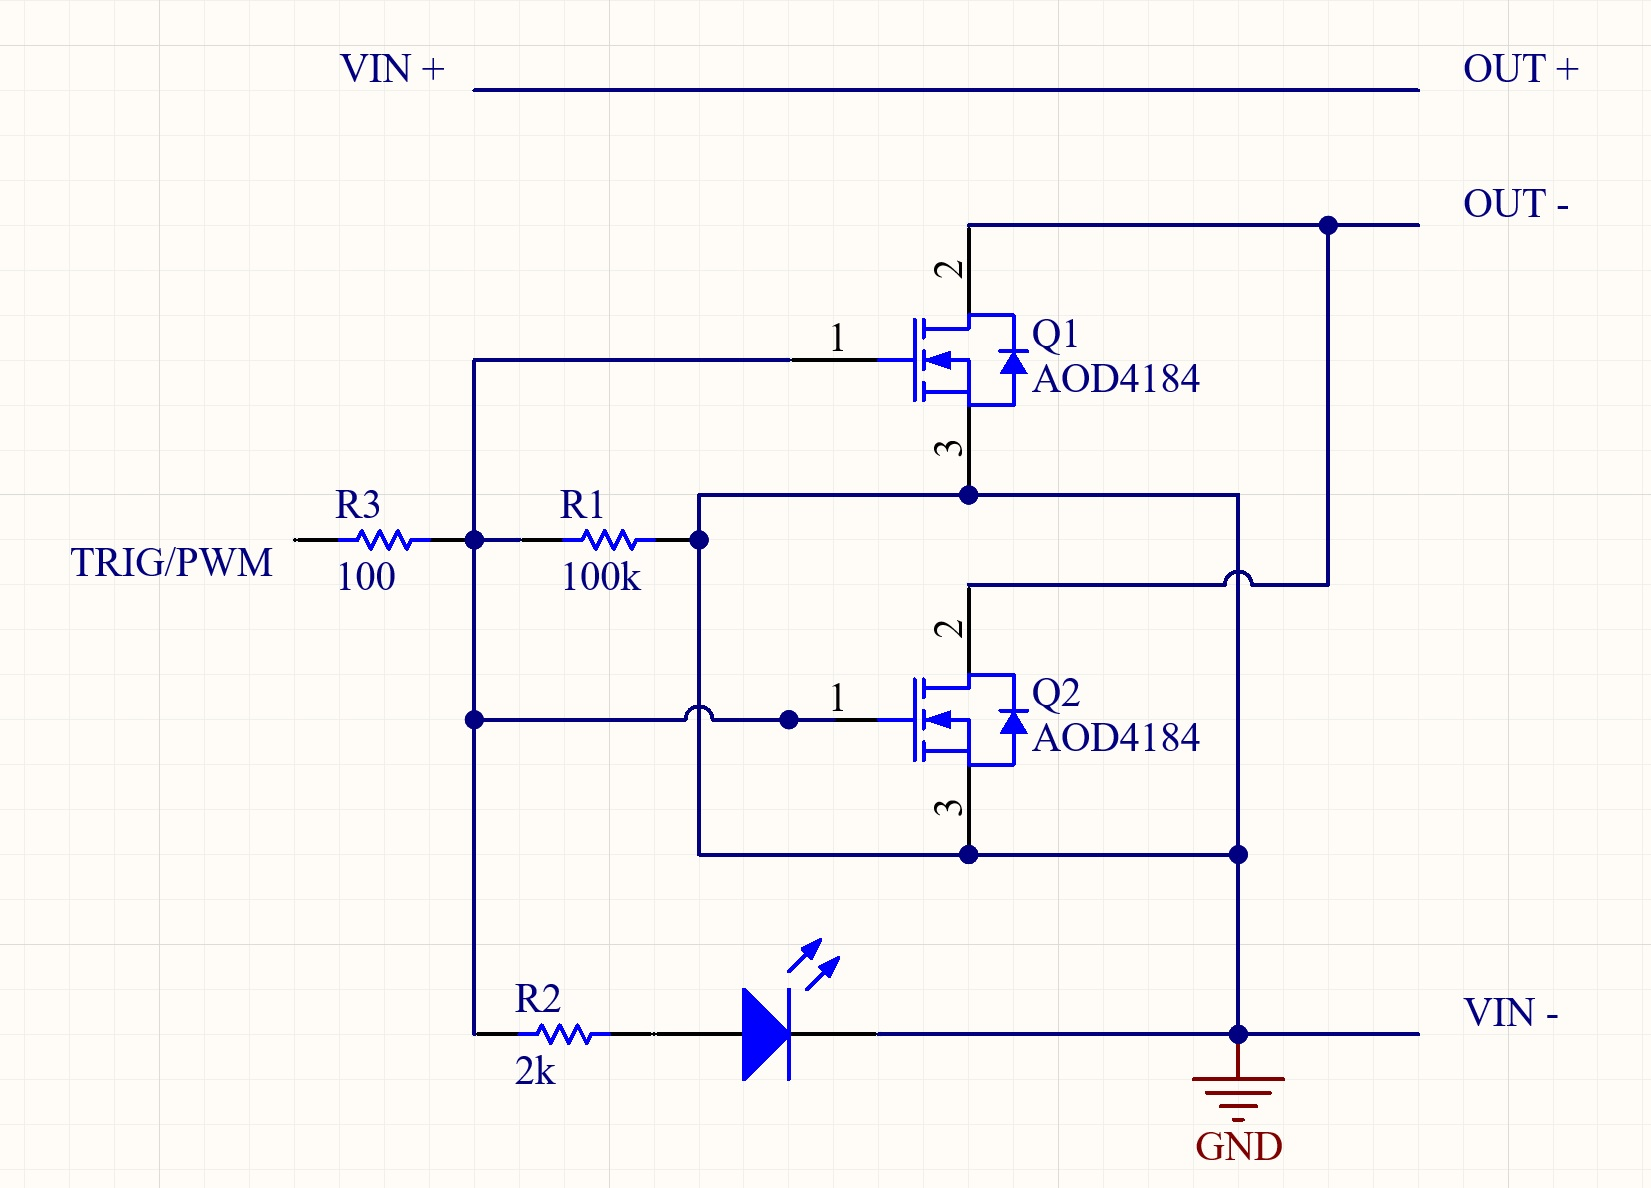 VIN +
OUT +
OUT -
2
1
Q1
AOD4184
3
R3
R1
TRIG/PWM
100
100k
2
1
Q2
AOD4184
3
R2
2k
VIN -
GND